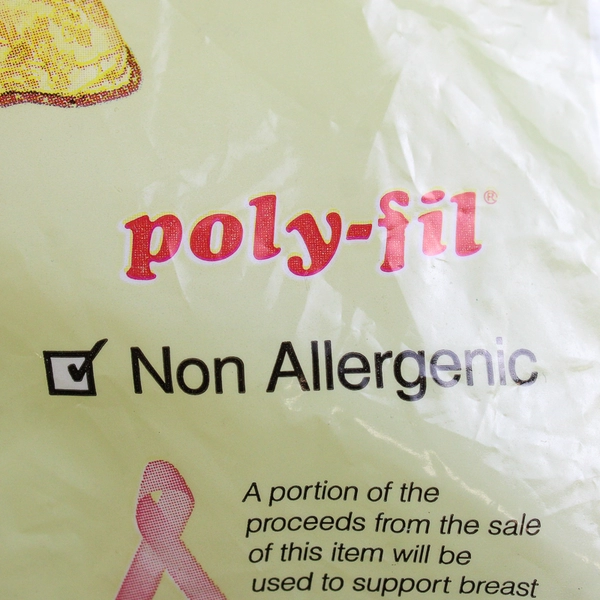 poly-fil®
Non Allergenic
A portion of the
proceeds from the sale
of this item will be
used to support breast